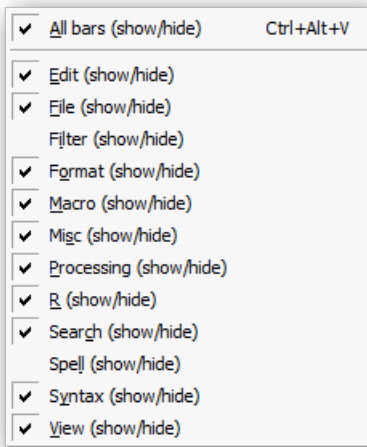 All bars (show/hide) Ctrl+Alt+V
Edit (show/hide)
File (show/hide)
Filter (show/hide)
Format (show/hide)
Macro (show/hide)
Misc (show/hide)
Processing (show/hide)
R (show/hide)
Search (show/hide)
Spell (show/hide)
Syntax (show/hide)
View (show/hide)